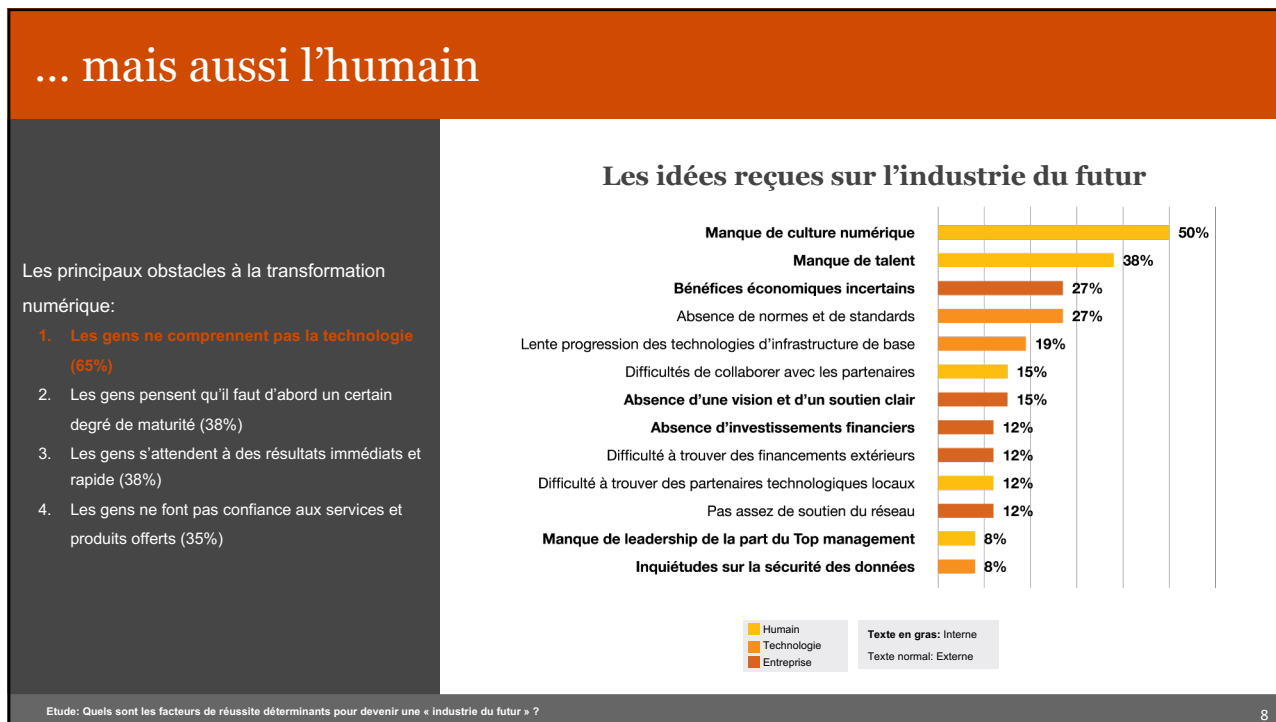 ... mais aussi l’humain
Les principaux obstacles à la transformation
numérique:
1. Les gens ne comprennent pas la technologie
(65%)
2. Les gens pensent qu’il faut d’abord un certain
degré de maturité (38%)
3. Les gens s’attendent à des résultats immédiats et
rapide (38%)
4. Les gens ne font pas confiance aux services et
produits offerts (35%)
Les idées reçues sur l’industrie du futur
Manque de culture numérique 50%
Manque de talent 38%
Bénéfices économiques incertains 27%
Absence de normes et de standards 27%
Lente progression des technologies d’infrastructure de base 19%
Difficultés de collaborer avec les partenaires 15%
Absence d’une vision et d’un soutien clair 15%
Absence d’investissements financiers 12%
Difficulté à trouver des financements extérieurs 12%
Difficulté à trouver des partenaires technologiques locaux 12%
Pas assez de soutien du réseau 12%
Manque de leadership de la part du Top management 8%
Inquiétudes sur la sécurité des données 8%
Humain
Technologie
Entreprise
Texte en gras: Interne
Texte normal: Externe
Etude: Quels sont les facteurs de réussite déterminants pour devenir une « industrie du futur » ?
8